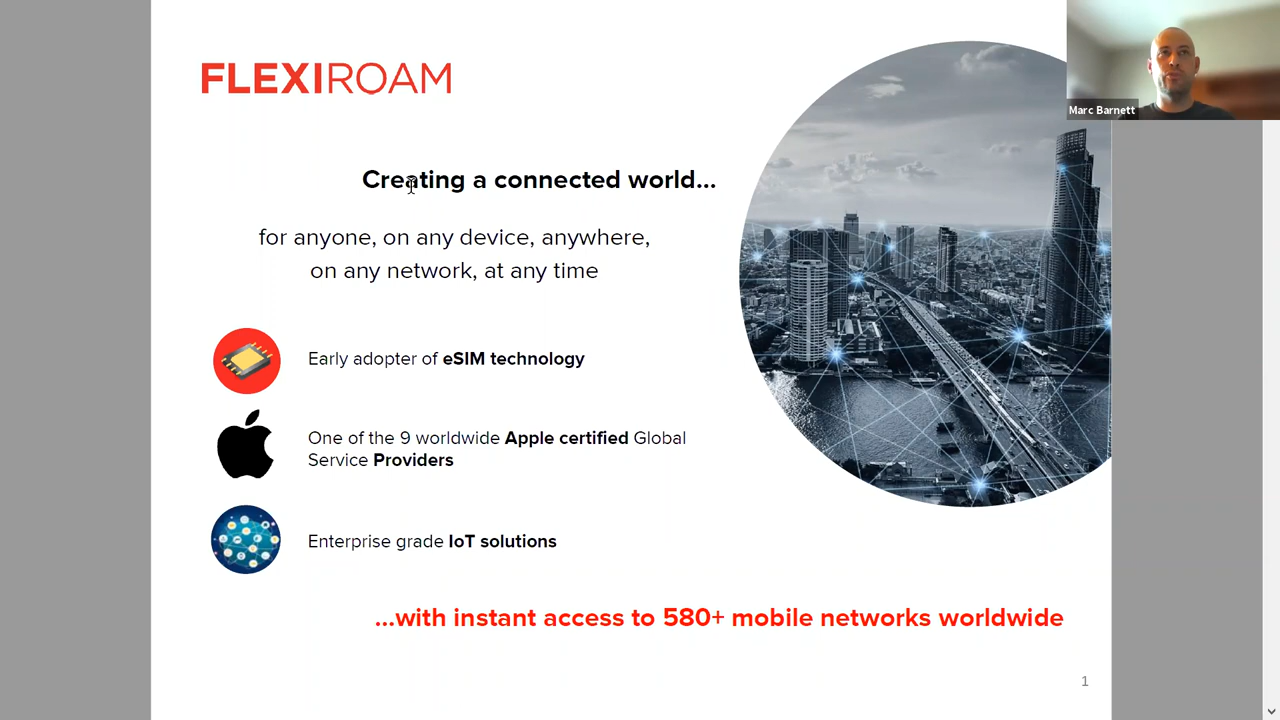 FLEXIROAM
Marc Barnett
Creating a connected world...
for anyone, on any device, anywhere,
on any network, at any time
Early adopter of eSIM technology
One of the 9 worldwide Apple certified Global
Service Providers
Enterprise grade IoT solutions
...with instant access to 580+ mobile networks worldwide
1